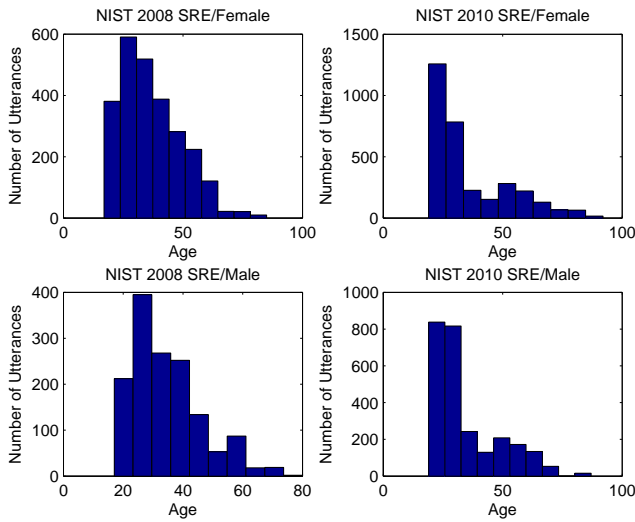 NIST 2008 SRE/Female
600
400
200
0
Number of Utterances
0 50 100
Age
NIST 2010 SRE/Female
1500
1000
500
0
Number of Utterances
0 50 100
Age
NIST 2008 SRE/Male
400
300
200
100
0
Number of Utterances
0 20 40 60 80
Age
NIST 2010 SRE/Male
1000
800
600
400
200
0
Number of Utterances
0 50 100
Age